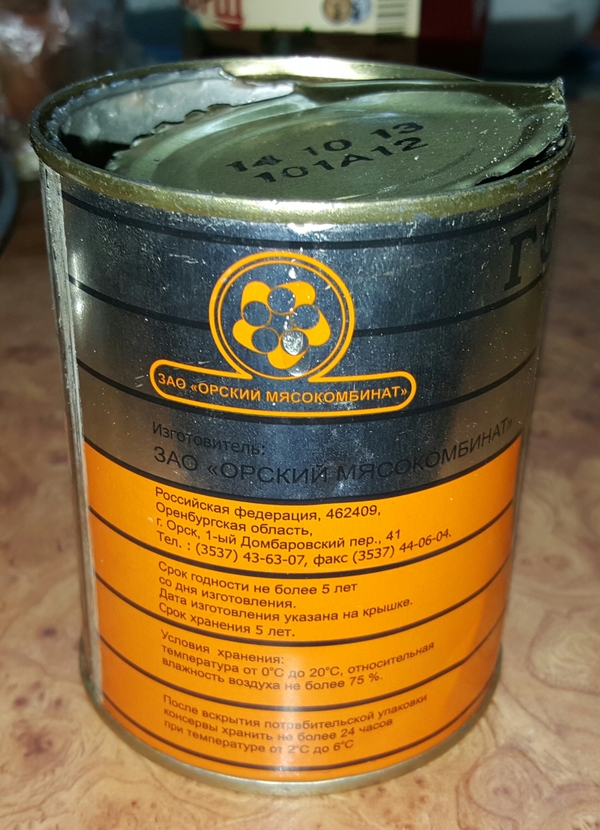 14 10 13
101А12
ЗАО «ОРСКИЙ МЯСОКОМБИНАТ»
Изготовитель:
ЗАО «ОРСКИЙ МЯСОКОМБИНАТ»
Российская федерация, 462409,
Оренбургская область,
г. Орск, 1-ый Домбаровский пер., 41
Тел. : (3537) 43-63-07, факс (3537) 44-06-04.
Срок годности не более 5 лет
со дня изготовления.
Дата изготовления указана на крышке.
Срок хранения 5 лет.
Условия хранения:
температура от 0°С до 20°С, относительная
влажность воздуха не более 75 %.
После вскрытия потребительской упаковки
консервы хранить не более 24 часов
при температуре от 2°С до 6°С